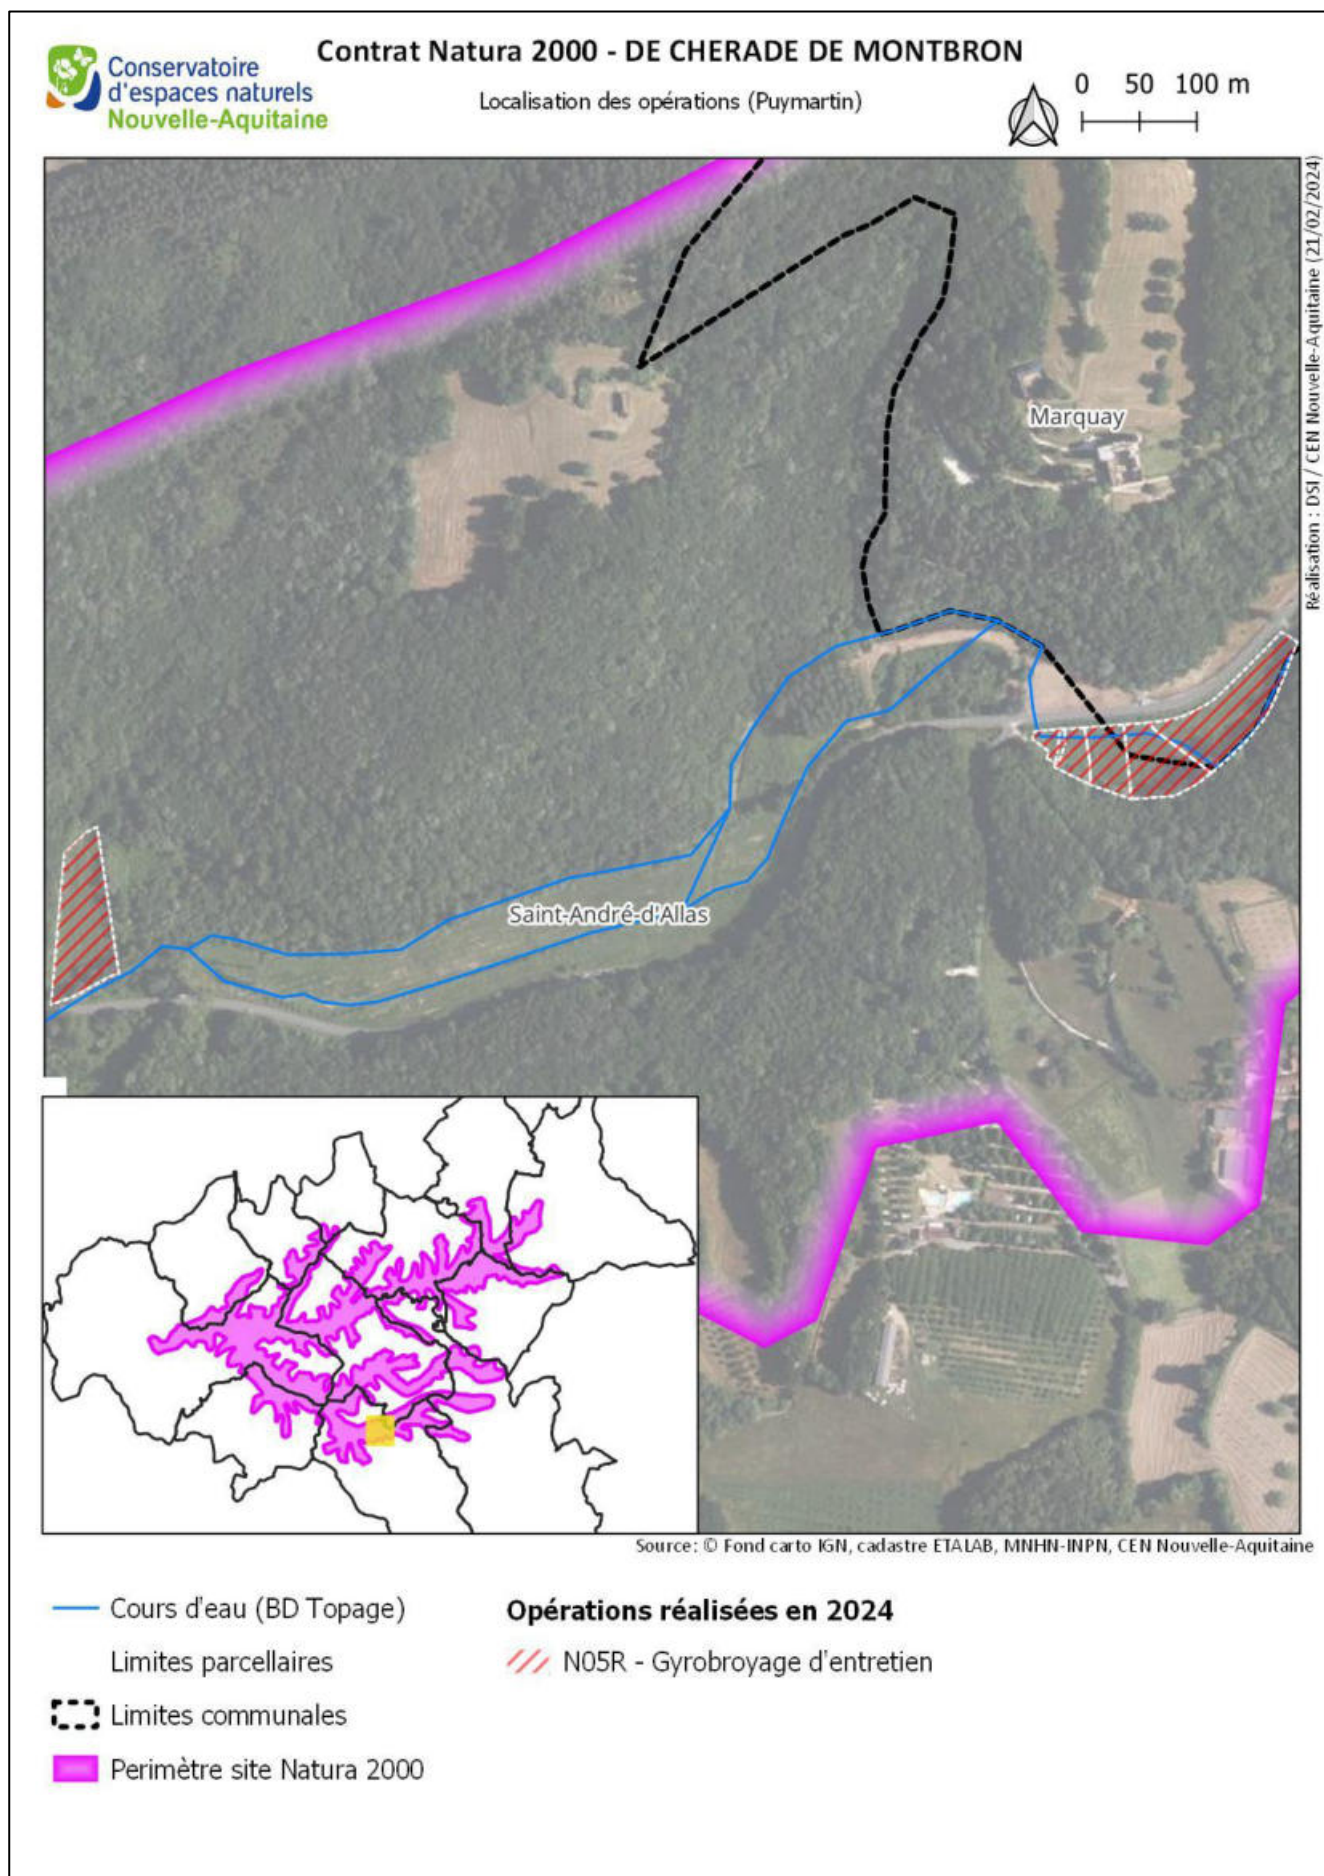 Contrat Natura 2000 - DE CHERADE DE MONTBRON
Conservatoire
d'espaces naturels
Nouvelle-Aquitaine
Localisation des opérations (Puymartin)
0 50 100 m
Réalisation : DSI / CEN Nouvelle-Aquitaine (21/02/2024)
Marquay
Saint-André-d'Allas
Source: © Fond carto IGN, cadastre ETALAB, MNHN-INPN, CEN Nouvelle-Aquitaine
Cours d'eau (BD Topage)
Limites parcellaires
Limites communales
Perimètre site Natura 2000
Opérations réalisées en 2024
N05R - Gyrobroyage d'entretien